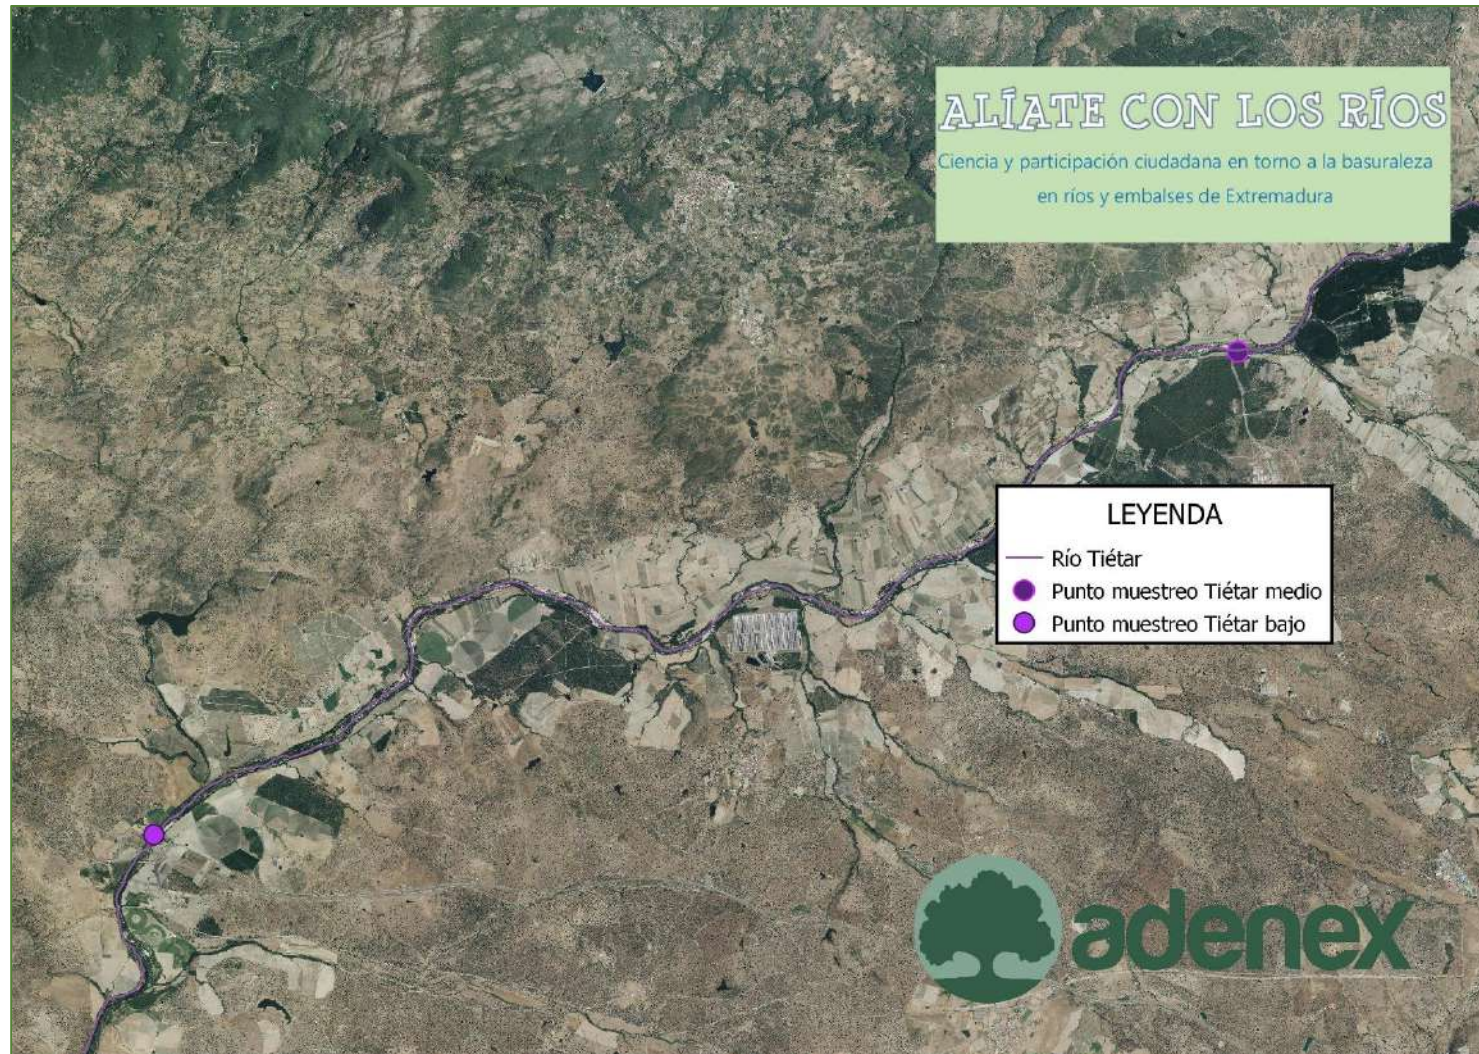 ALÍATE CON LOS RÍOS
Ciencia y participación ciudadana en torno a la basuraleza
en ríos y embalses de Extremadura
LEYENDA
Río Tiétar
Punto muestreo Tiétar medio
Punto muestreo Tiétar bajo
adenex